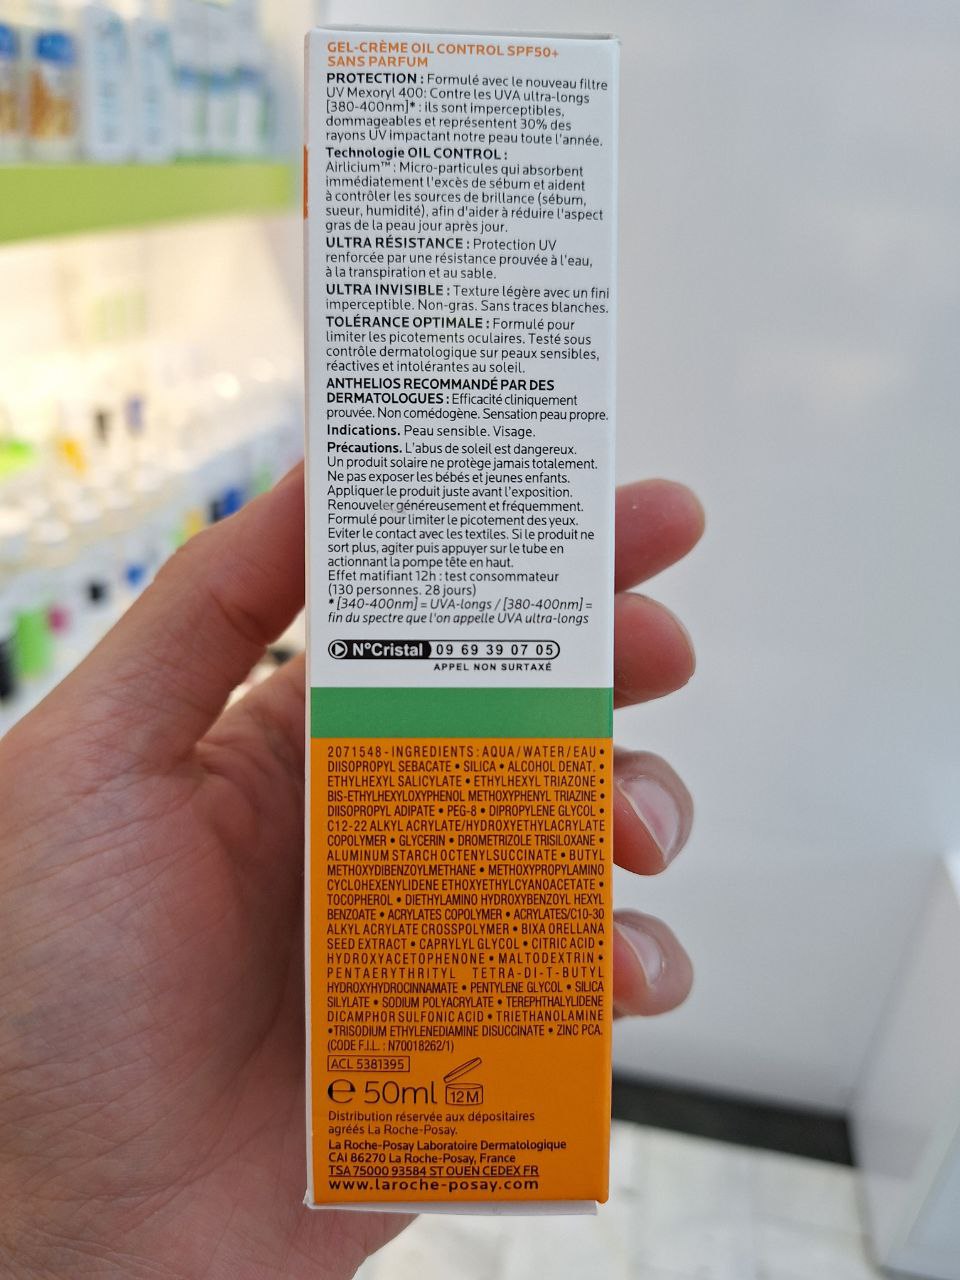 GEL-CRÈME OIL CONTROL SPF50+
SANS PARFUM
PROTECTION : Formulé avec le nouveau filtre
UV Mexoryl 400: Contre les UVA ultra-longs
[380-400nm]* : ils sont imperceptibles,
dommageables et représentent 30% des
rayons UV impactant notre peau toute l'année.
Technologie OIL CONTROL :
Airlicium™ : Micro-particules qui absorbent
immédiatement l'excès de sébum et aident
à contrôler les sources de brillance (sébum,
sueur, humidité), afin d'aider à réduire l'aspect
gras de la peau jour après jour.
ULTRA RÉSISTANCE : Protection UV
renforcée par une résistance prouvée à l'eau,
à la transpiration et au sable.
ULTRA INVISIBLE : Texture légère avec un fini
imperceptible. Non-gras. Sans traces blanches.
TOLÉRANCE OPTIMALE : Formulé pour
limiter les picotements oculaires. Testé sous
contrôle dermatologique sur peaux sensibles,
réactives et intolérantes au soleil.
ANTHELIOS RECOMMANDÉ PAR DES
DERMATOLOGUES : Efficacité cliniquement
prouvée. Non comédogène. Sensation peau propre.
Indications. Peau sensible. Visage.
Précautions. L'abus de soleil est dangereux.
Un produit solaire ne protège jamais totalement.
Ne pas exposer les bébés et jeunes enfants.
Appliquer le produit juste avant l'exposition.
Renouveler généreusement et fréquemment.
Formulé pour limiter le picotement des yeux.
Eviter le contact avec les textiles. Si le produit ne
sort plus, agiter puis appuyer sur le tube en
actionnant la pompe tête en haut.
Effet matifiant 12h : test consommateur
(130 personnes. 28 jours)
* [340-400nm] = UVA-longs / [380-400nm] =
fin du spectre que l'on appelle UVA ultra-longs
N°Cristal 09 69 39 07 05
APPEL NON SURTAXÉ
2071548 - INGREDIENTS : AQUA / WATER / EAU •
DIISOPROPYL SEBACATE • SILICA • ALCOHOL DENAT. •
ETHYLHEXYL SALICYLATE • ETHYLHEXYL TRIAZONE •
BIS-ETHYLHEXYLOXYPHENOL METHOXYPHENYL TRIAZINE •
DIISOPROPYL ADIPATE • PEG-8 • DIPROPYLENE GLYCOL •
C12-22 ALKYL ACRYLATE/HYDROXYETHYLACRYLATE
COPOLYMER • GLYCERIN • DROMETRIZOLE TRISILOXANE •
ALUMINUM STARCH OCTENYLSUCCINATE • BUTYL
METHOXYDIBENZOYLMETHANE • METHOXYPROPYLAMINO
CYCLOHEXENYLIDENE ETHOXYETHYLCYANOACETATE •
TOCOPHEROL • DIETHYLAMINO HYDROXYBENZOYL HEXYL
BENZOATE • ACRYLATES COPOLYMER • ACRYLATES/C10-30
ALKYL ACRYLATE CROSSPOLYMER • BIXA ORELLANA
SEED EXTRACT • CAPRYLYL GLYCOL • CITRIC ACID •
HYDROXYACETOPHENONE • MALTODEXTRIN •
PENTAERYTHRITYL TETRA-DI-T-BUTYL
HYDROXYHYDROCINNAMATE • PENTYLENE GLYCOL • SILICA
SILYLATE • SODIUM POLYACRYLATE • TEREPHTHALYLIDENE
DICAMPHOR SULFONIC ACID • TRIETHANOLAMINE
•TRISODIUM ETHYLENEDIAMINE DISUCCINATE • ZINC PCA.
(CODE F.I.L. : N70018262/1)
ACL 5381395
℮ 50ml 12M
Distribution réservée aux dépositaires
agréés La Roche-Posay.
La Roche-Posay Laboratoire Dermatologique
CAI 86270 La Roche-Posay, France
TSA 75000 93584 ST OUEN CEDEX FR
www.laroche-posay.com